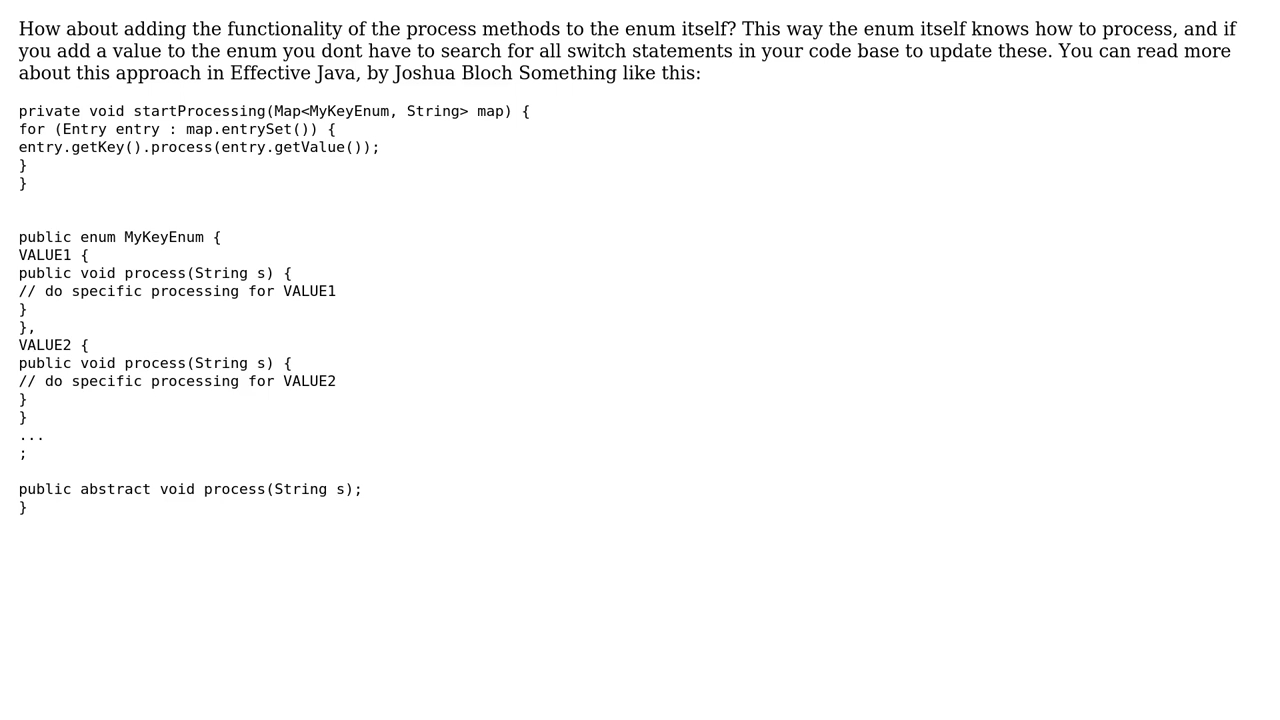 How about adding the functionality of the process methods to the enum itself? This way the enum itself knows how to process, and if
you add a value to the enum you dont have to search for all switch statements in your code base to update these. You can read more
about this approach in Effective Java, by Joshua Bloch Something like this:
private void startProcessing(Map<MyKeyEnum, String> map) {
for (Entry entry : map.entrySet()) {
entry.getKey().process(entry.getValue());
}
}
public enum MyKeyEnum {
VALUE1 {
public void process(String s) {
// do specific processing for VALUE1
}
},
VALUE2 {
public void process(String s) {
// do specific processing for VALUE2
}
}
...
;
public abstract void process(String s);
}